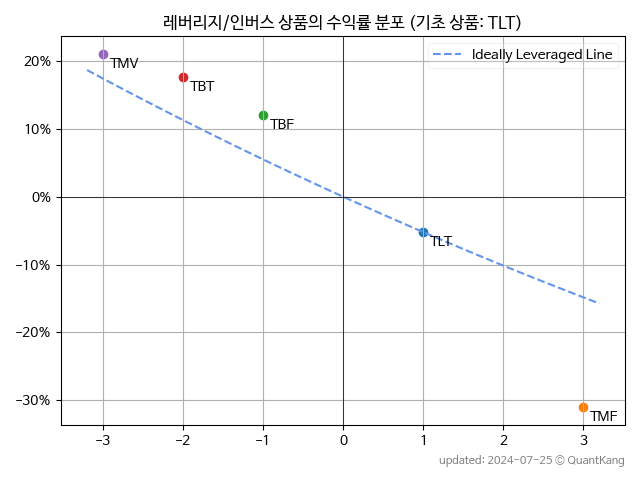 레버리지/인버스 상품의 수익률 분포 (기초 상품: TLT)
Ideally Leveraged Line
20%
10%
0%
−10%
−20%
−30%
TMV
TBT
TBF
TLT
TMF
−3
−2
−1
0
1
2
3
updated: 2024-07-25 © QuantKang